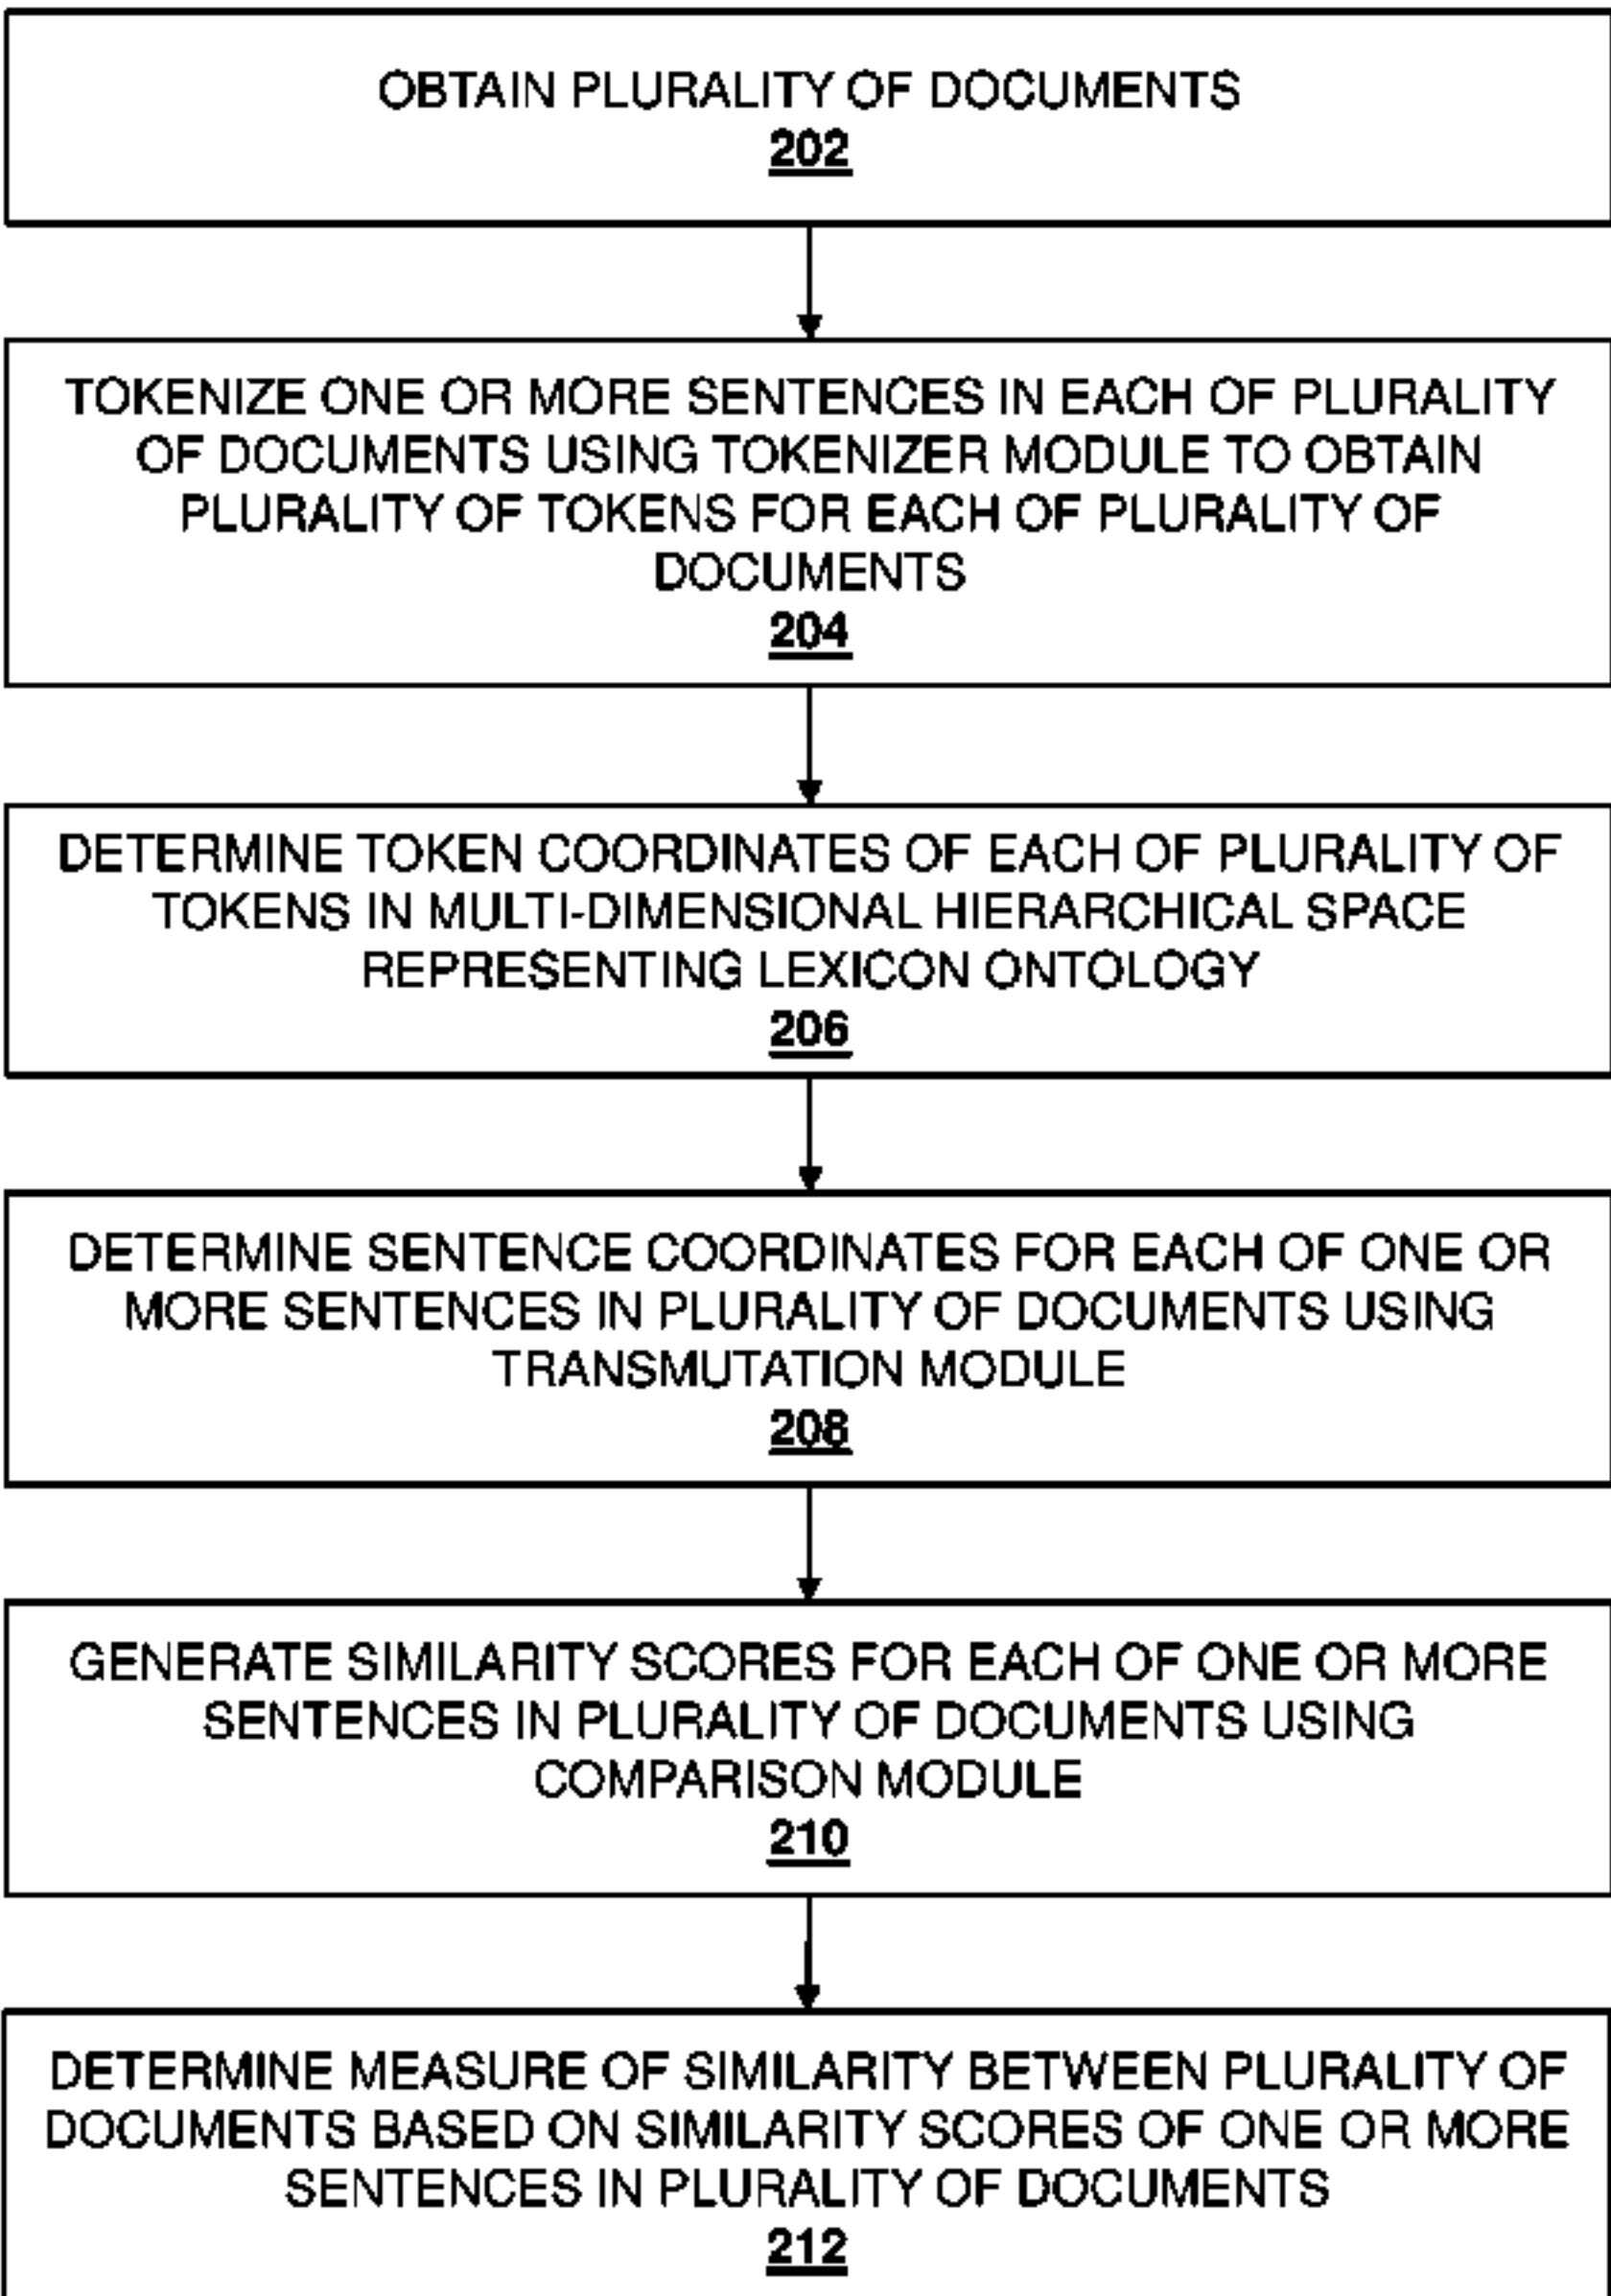 OBTAIN PLURALITY OF DOCUMENTS
202
TOKENIZE ONE OR MORE SENTENCES IN EACH OF PLURALITY
OF DOCUMENTS USING TOKENIZER MODULE TO OBTAIN
PLURALITY OF TOKENS FOR EACH OF PLURALITY OF
DOCUMENTS
204
DETERMINE TOKEN COORDINATES OF EACH OF PLURALITY OF
TOKENS IN MULTI-DIMENSIONAL HIERARCHICAL SPACE
REPRESENTING LEXICON ONTOLOGY
206
DETERMINE SENTENCE COORDINATES FOR EACH OF ONE OR
MORE SENTENCES IN PLURALITY OF DOCUMENTS USING
TRANSMUTATION MODULE
208
GENERATE SIMILARITY SCORES FOR EACH OF ONE OR MORE
SENTENCES IN PLURALITY OF DOCUMENTS USING
COMPARISON MODULE
210
DETERMINE MEASURE OF SIMILARITY BETWEEN PLURALITY OF
DOCUMENTS BASED ON SIMILARITY SCORES OF ONE OR MORE
SENTENCES IN PLURALITY OF DOCUMENTS
212